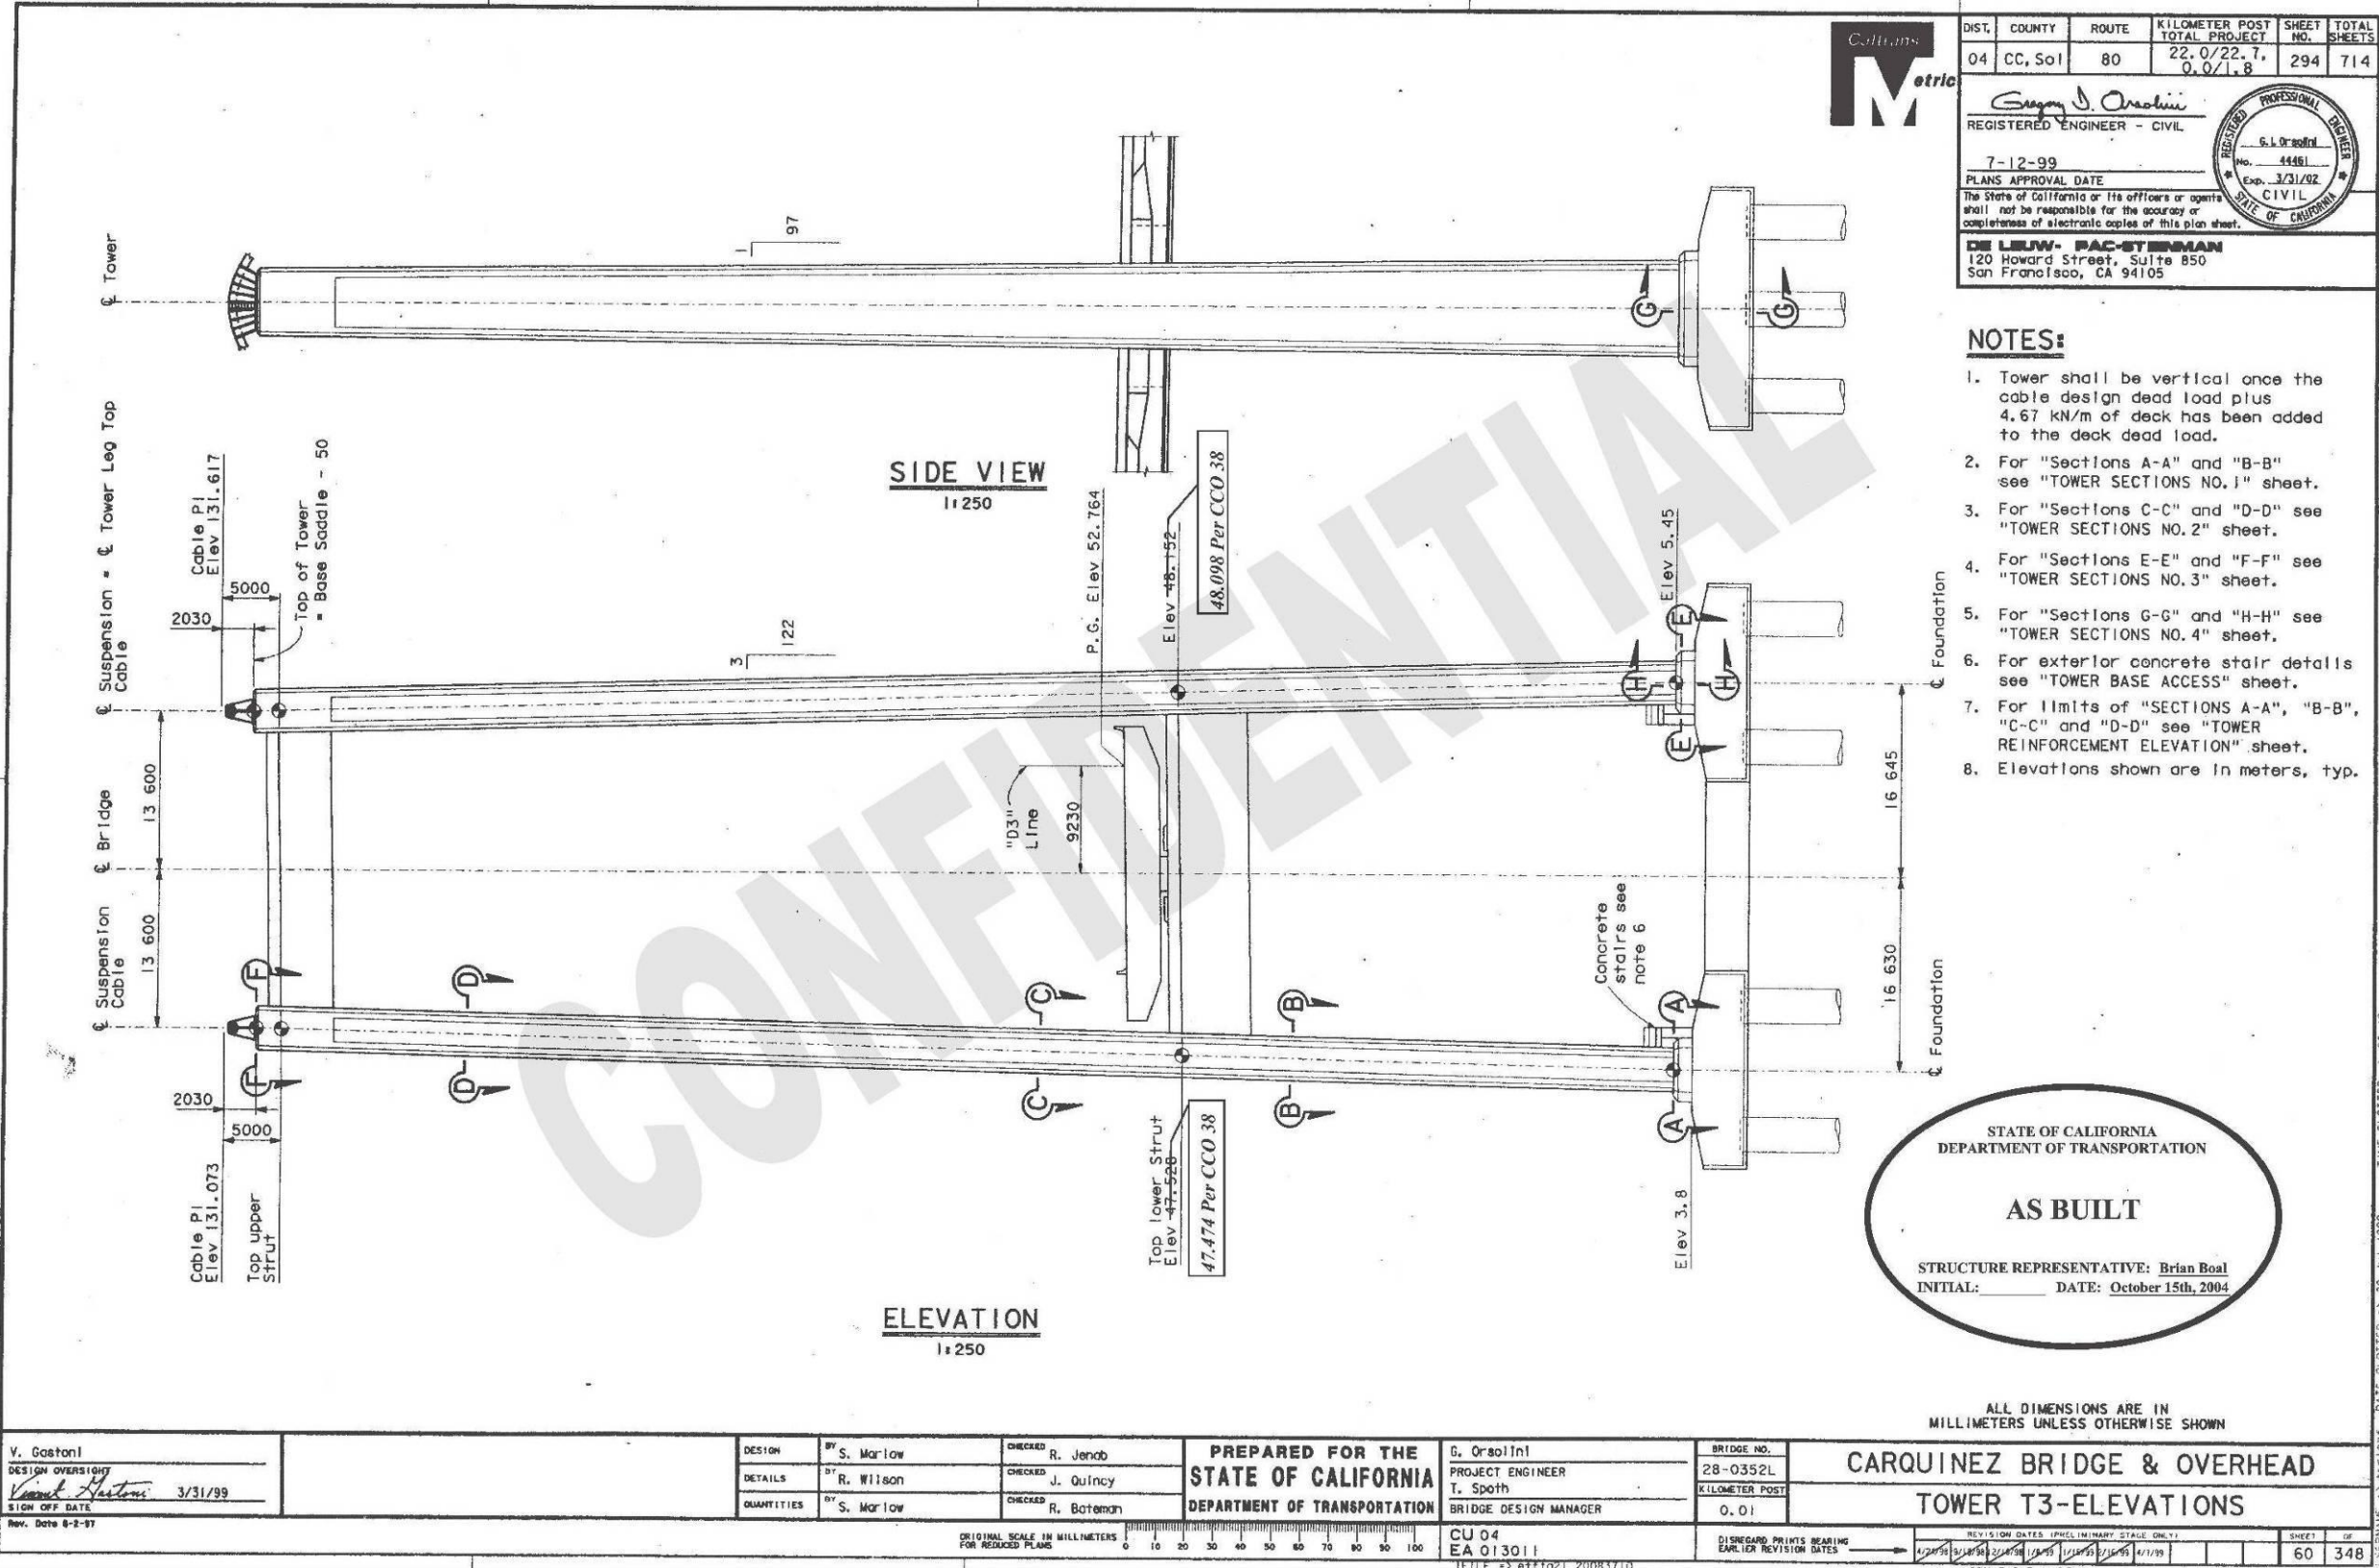 Caltrans
Metric
DIST. COUNTY ROUTE KILOMETER POST TOTAL PROJECT SHEET NO. TOTAL SHEETS
04 CC, Sol 80 22.0/22.7, 0.0/1.8 294 714
REGISTERED ENGINEER - CIVIL
7-12-99
PLANS APPROVAL DATE
REGISTERED PROFESSIONAL ENGINEER
G. L Orsolini
No. 44461
Exp. 3/31/02
CIVIL
STATE OF CALIFORNIA
The State of California or its officers or agents
shall not be responsible for the accuracy or
completeness of electronic copies of this plan sheet.
DE LEUW- PAC-STEINMAN
120 Howard Street, Suite 850
San Francisco, CA 94105
NOTES:
1. Tower shall be vertical once the
cable design dead load plus
4.67 kN/m of deck has been added
to the deck dead load.
2. For "Sections A-A" and "B-B"
see "TOWER SECTIONS NO.1" sheet.
3. For "Sections C-C" and "D-D" see
"TOWER SECTIONS NO.2" sheet.
4. For "Sections E-E" and "F-F" see
"TOWER SECTIONS NO.3" sheet.
5. For "Sections G-G" and "H-H" see
"TOWER SECTIONS NO.4" sheet.
6. For exterior concrete stair details
see "TOWER BASE ACCESS" sheet.
7. For limits of "SECTIONS A-A", "B-B",
"C-C" and "D-D" see "TOWER
REINFORCEMENT ELEVATION" sheet.
8. Elevations shown are in meters, typ.
CONFIDENTIAL
℄ Tower
1
97
G
G
SIDE VIEW
1:250
℄ Suspension = ℄ Tower Leg Top
Cable
Cable PI
Elev 131.617
5000
2030
Top of Tower
= Base Saddle - 50
3
122
P.G. Elev 52.764
Elev 48.152
48.098 Per CCO 38
Elev 5.45
E
E
H
H
℄ Foundation
13 600
℄ Bridge
13 600
"D3"
Line
9230
16 645
16 630
℄ Suspension
Cable
F
F
D
D
C
C
B
B
A
A
Concrete
stairs see
note 6
℄ Foundation
2030
5000
Cable PI
Elev 131.073
Top upper
Strut
Top lower Strut
Elev 47.528
47.474 Per CCO 38
Elev 3.8
ELEVATION
1:250
STATE OF CALIFORNIA
DEPARTMENT OF TRANSPORTATION
AS BUILT
STRUCTURE REPRESENTATIVE: Brian Boal
INITIAL: DATE: October 15th, 2004
ALL DIMENSIONS ARE IN
MILLIMETERS UNLESS OTHERWISE SHOWN
V. Gastoni
DESIGN OVERSIGHT
3/31/99
SIGN OFF DATE
Rev. Date 6-2-97
DESIGN BY S. Marlow CHECKED R. Jenab
DETAILS BY R. Wilson CHECKED J. Quincy
QUANTITIES BY S. Marlow CHECKED R. Bateman
PREPARED FOR THE
STATE OF CALIFORNIA
DEPARTMENT OF TRANSPORTATION
G. Orsolini
PROJECT ENGINEER
T. Spoth
BRIDGE DESIGN MANAGER
BRIDGE NO.
28-0352L
KILOMETER POST
0.01
CARQUINEZ BRIDGE & OVERHEAD
TOWER T3-ELEVATIONS
ORIGINAL SCALE IN MILLIMETERS
FOR REDUCED PLANS
0 10 20 30 40 50 60 70 80 90 100
CU 04
EA 013011
DISREGARD PRINTS BEARING
EARLIER REVISION DATES
REVISION DATES (PRELIMINARY STAGE ONLY)
4/1/99
SHEET OF
60 348